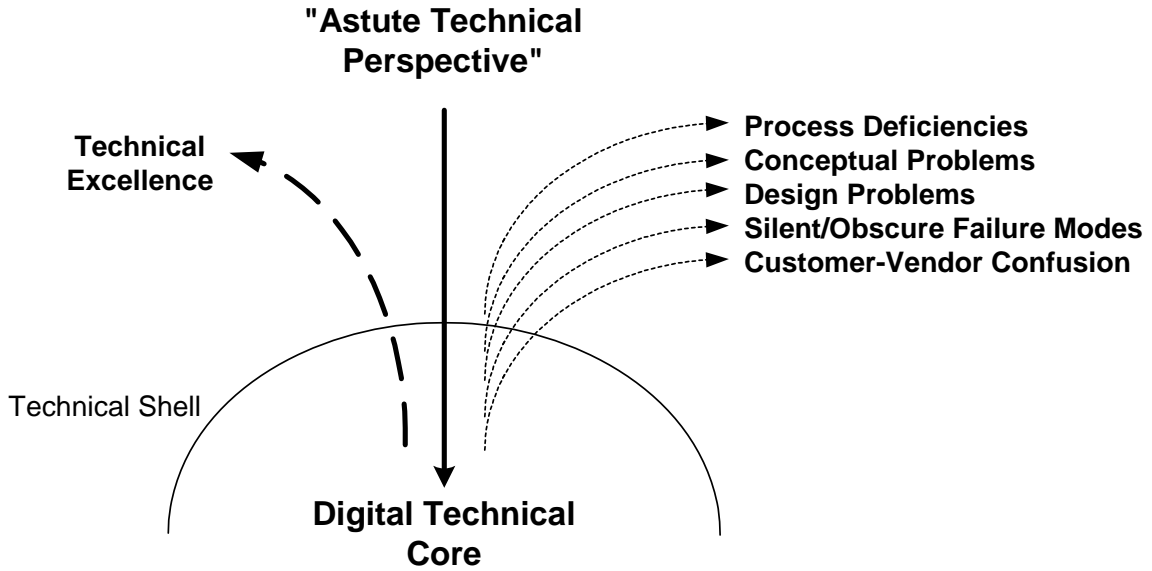 "Astute Technical
Perspective"
Technical
Excellence
Process Deficiencies
Conceptual Problems
Design Problems
Silent/Obscure Failure Modes
Customer-Vendor Confusion
Technical Shell
Digital Technical
Core